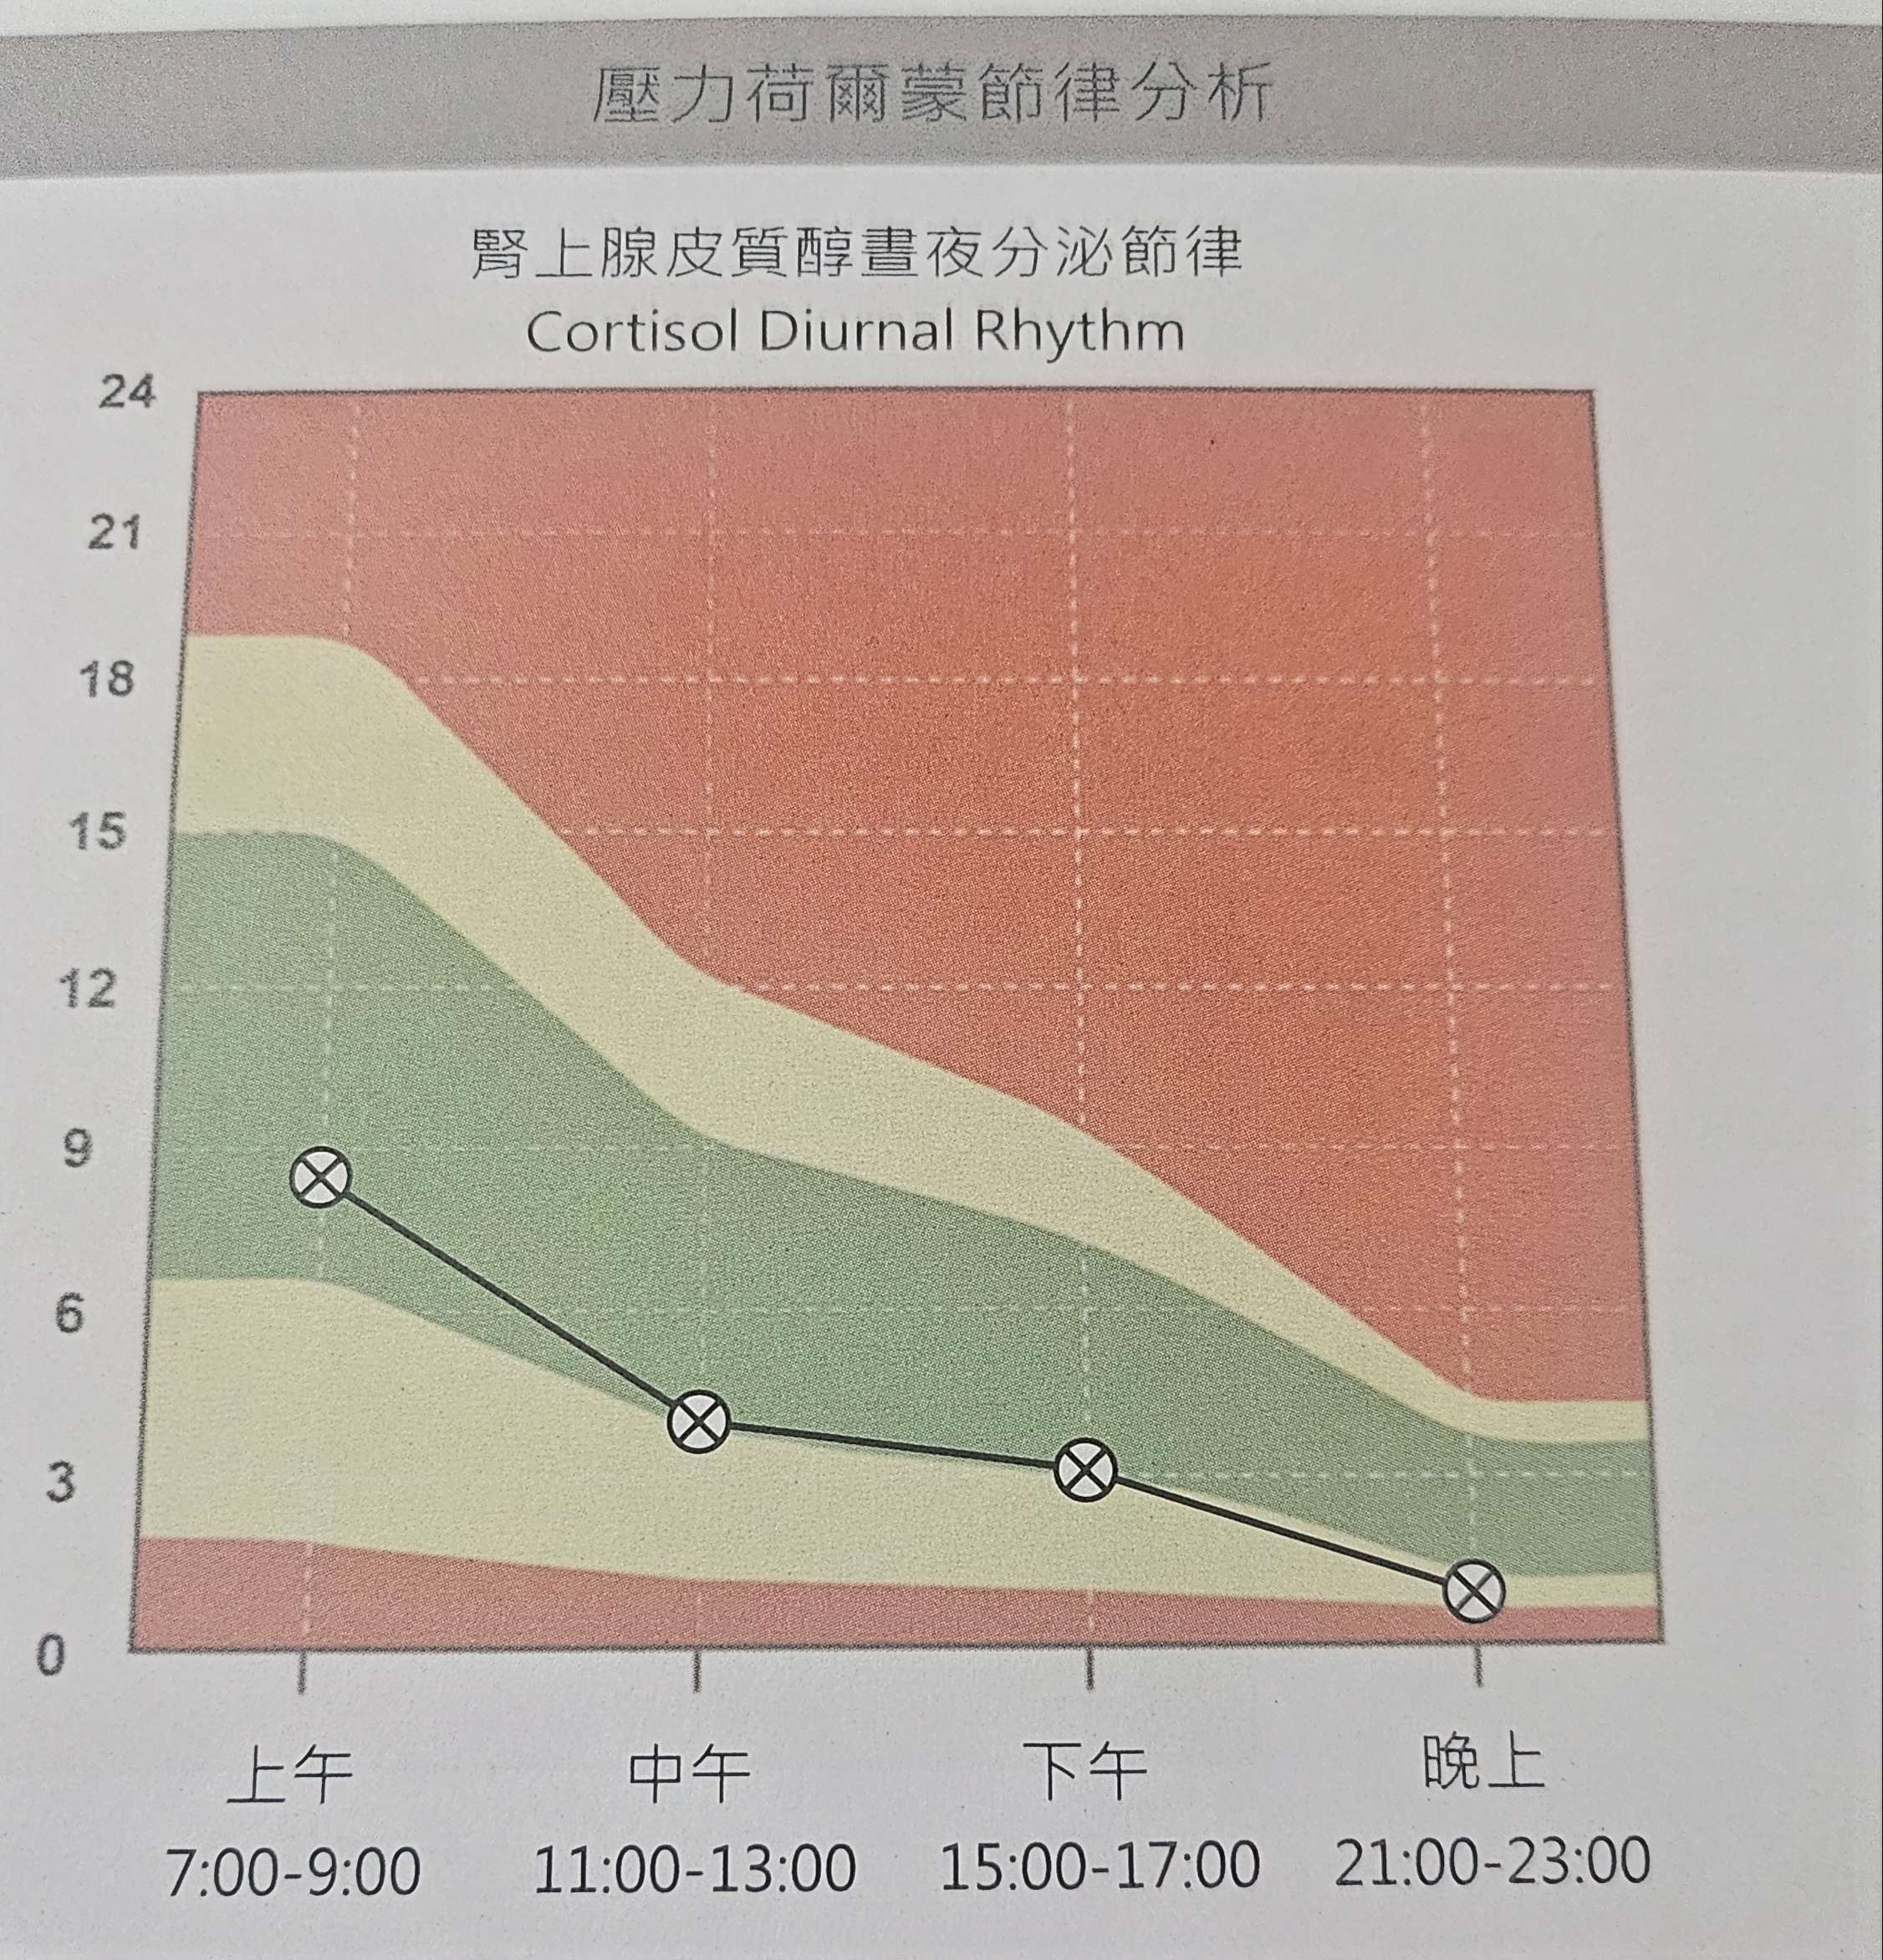 壓力荷爾蒙節律分析
腎上腺皮質醇晝夜分泌節律
Cortisol Diurnal Rhythm
24
21
18
15
12
9
6
3
0
上午 中午 下午 晚上
7:00-9:00 11:00-13:00 15:00-17:00 21:00-23:00